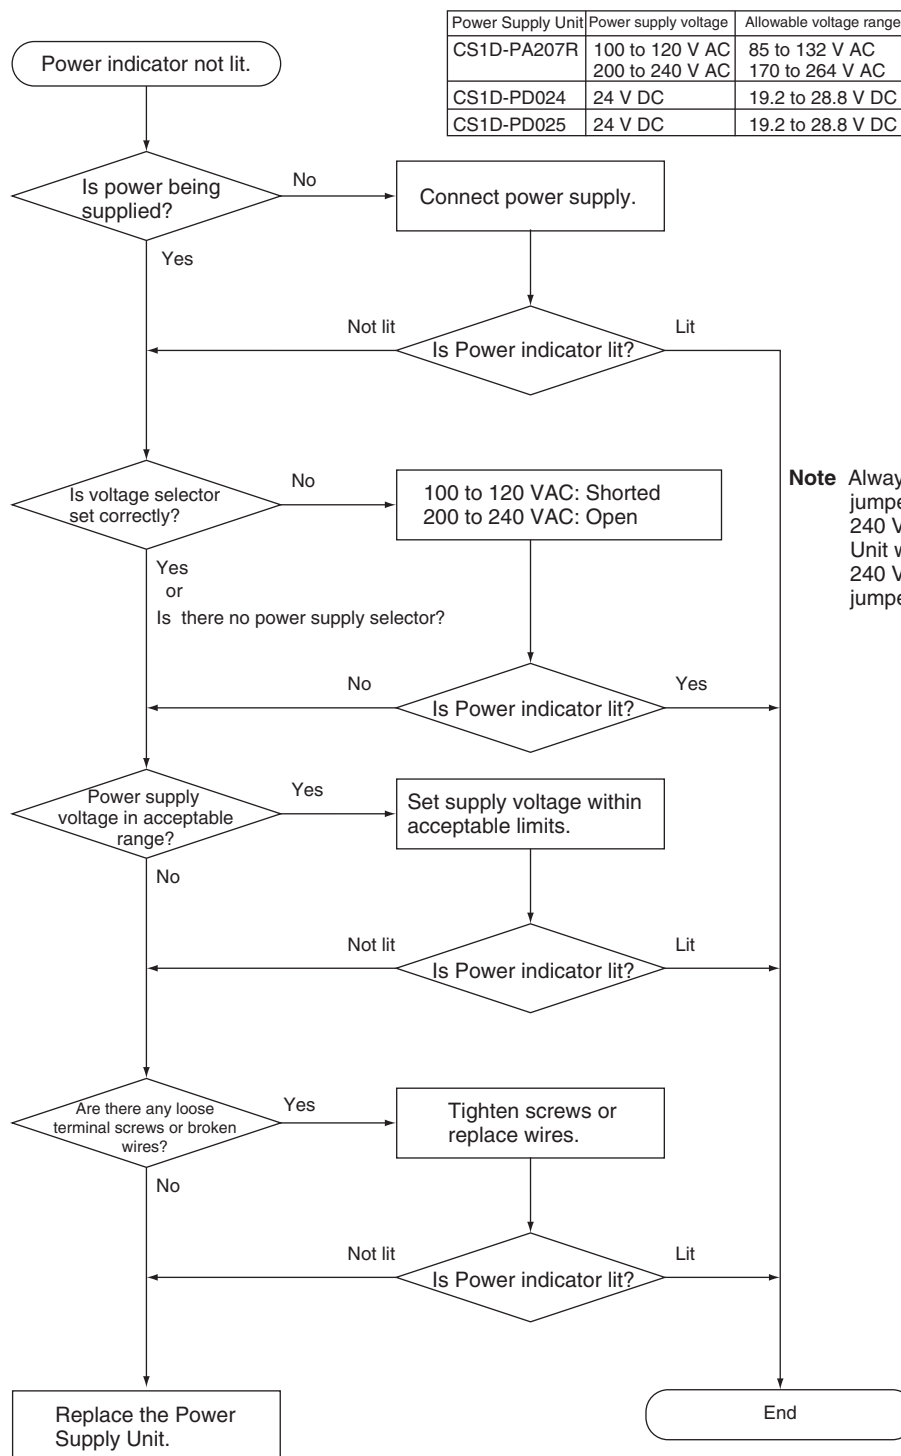 Power Supply Unit Power supply voltage Allowable voltage range
CS1D-PA207R 100 to 120 V AC 85 to 132 V AC
200 to 240 V AC 170 to 264 V AC
CS1D-PD024 24 V DC 19.2 to 28.8 V DC
CS1D-PD025 24 V DC 19.2 to 28.8 V DC
Power indicator not lit.
Is power being
supplied?
No
Connect power supply.
Yes
Not lit
Is Power indicator lit?
Lit
Is voltage selector
set correctly?
No
100 to 120 VAC: Shorted
200 to 240 VAC: Open
Note
jumpe
240 V
Unit
240 V
jumpe
Yes
or
Is there no power supply selector?
No
Is Power indicator lit?
Yes
Power supply
voltage in acceptable
range?
Yes
Set supply voltage within
acceptable limits.
No
Not lit
Is Power indicator lit?
Lit
Are there any loose
terminal screws or broken
wires?
Yes
Tighten screws or
replace wires.
No
Not lit
Is Power indicator lit?
Lit
Replace the Power
Supply Unit.
End